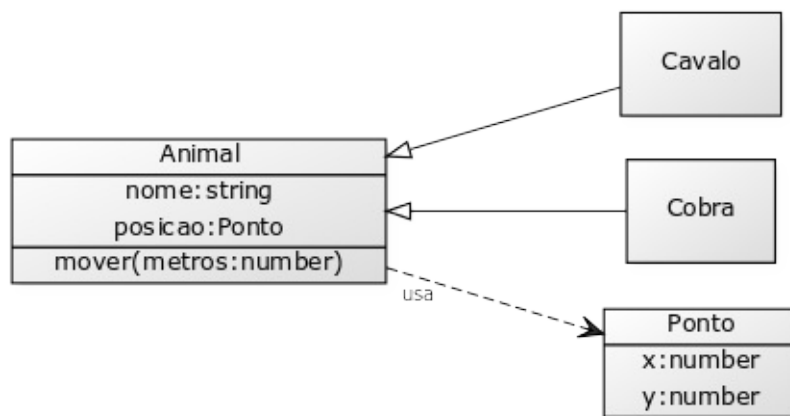 Cavalo
Animal
nome:string
posicao:Ponto
mover(metros:number)
Cobra
usa
Ponto
x:number
y:number